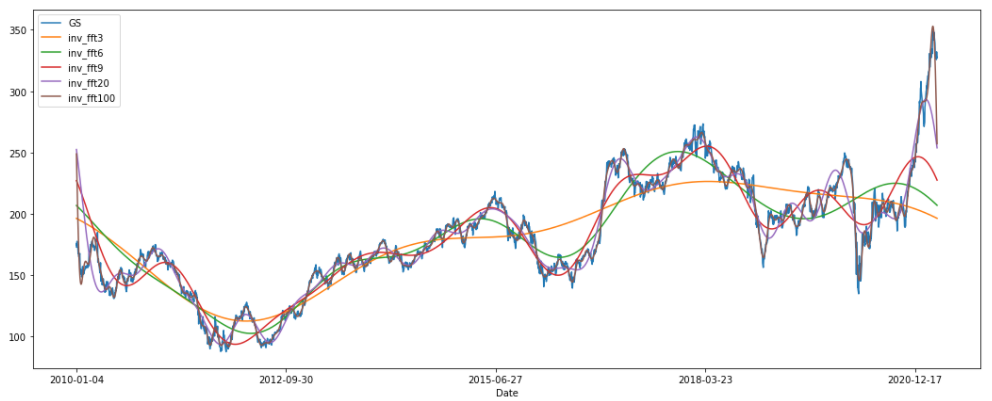 GS
inv_fft3
inv_fft6
inv_fft9
inv_fft20
inv_fft100
350
300
250
200
150
100
2010-01-04 2012-09-30 2015-06-27 2018-03-23 2020-12-17
Date